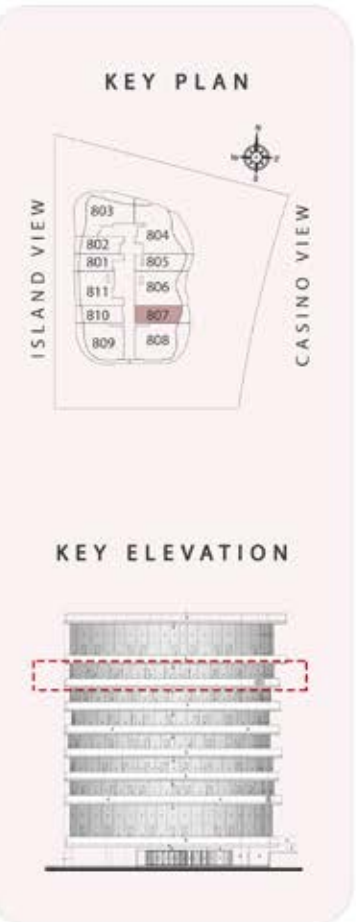 KEY PLAN
N
W
E
S
ISLAND VIEW
CASINO VIEW
803
804
802
801
805
811
806
810
807
809
808
KEY ELEVATION